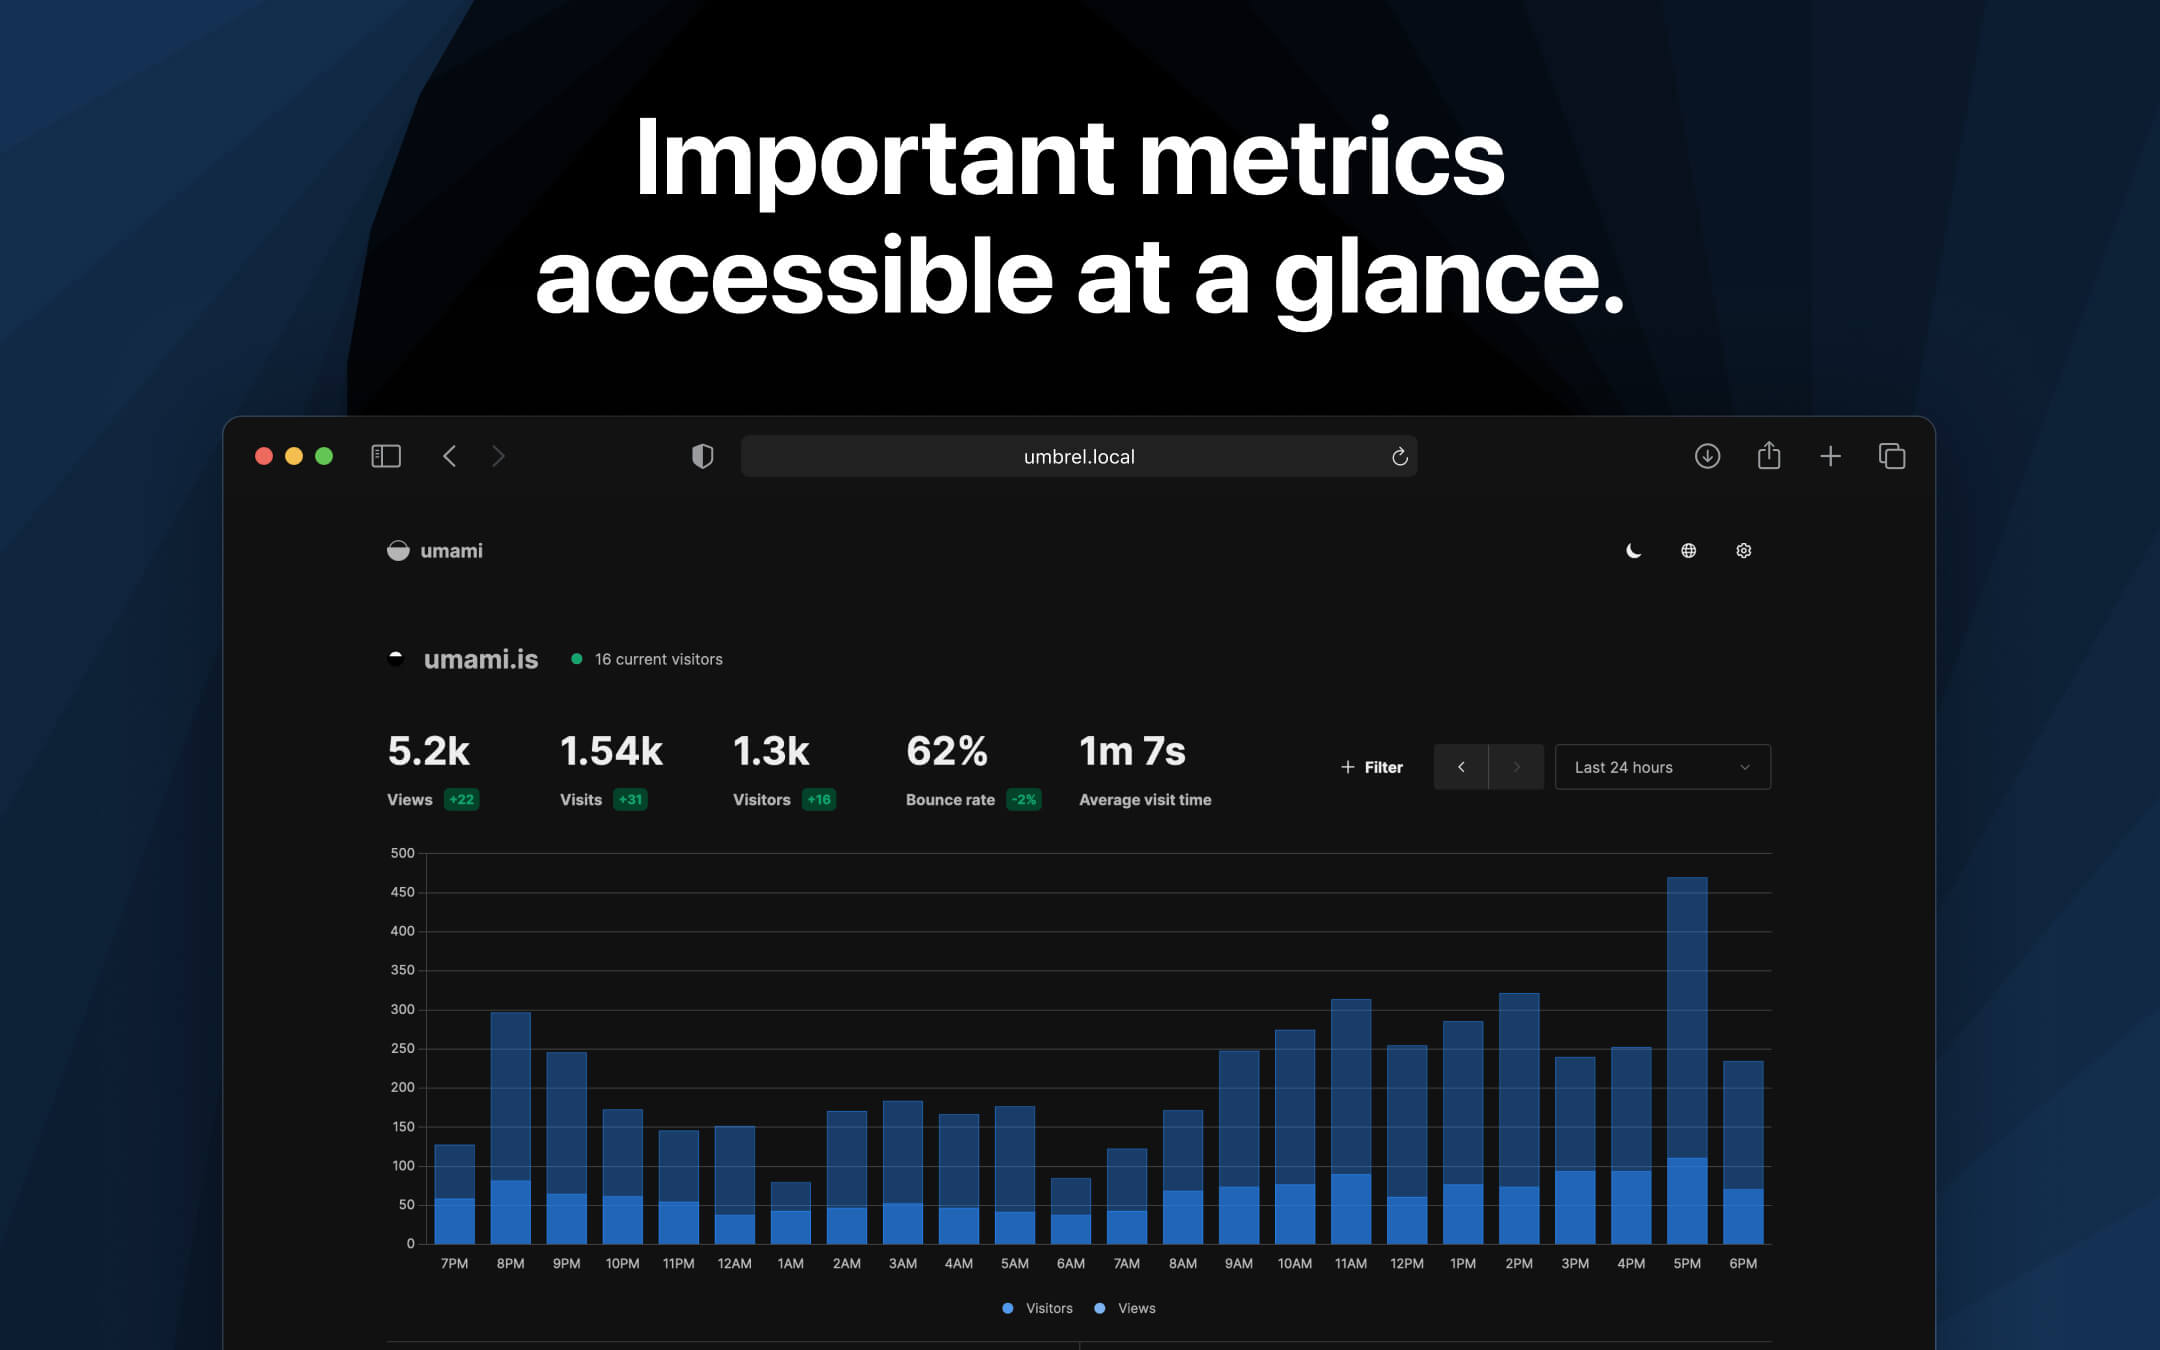 Important metrics
accessible at a glance.
umbrel.local
umami
umami.is 16 current visitors
5.2k 1.54k 1.3k 62% 1m 7s
Views +22 Visits +31 Visitors +16 Bounce rate -2% Average visit time
Filter Last 24 hours
500
450
400
350
300
250
200
150
100
50
0
7PM 8PM 9PM 10PM 11PM 12AM 1AM 2AM 3AM 4AM 5AM 6AM 7AM 8AM 9AM 10AM 11AM 12PM 1PM 2PM 3PM 4PM 5PM 6PM
Visitors Views